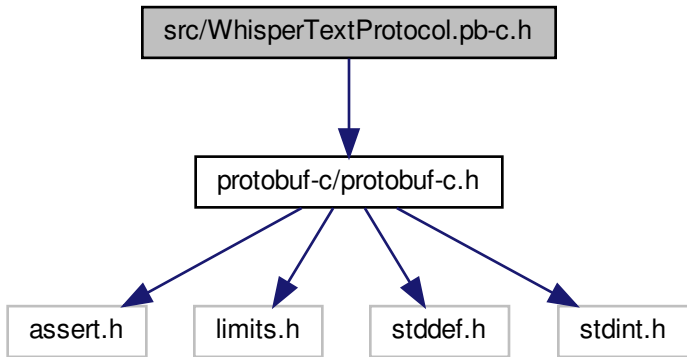 src/WhisperTextProtocol.pb-c.h
protobuf-c/protobuf-c.h
assert.h
limits.h
stddef.h
stdint.h